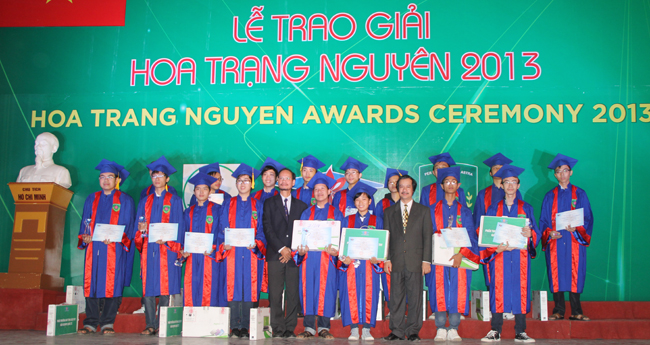 LỄ TRAO GIẢI
HOA TRẠNG NGUYÊN 2013
HOA TRANG NGUYEN AWARDS CEREMONY 2013
CHỦ TỊCH
HỒ CHÍ MINH